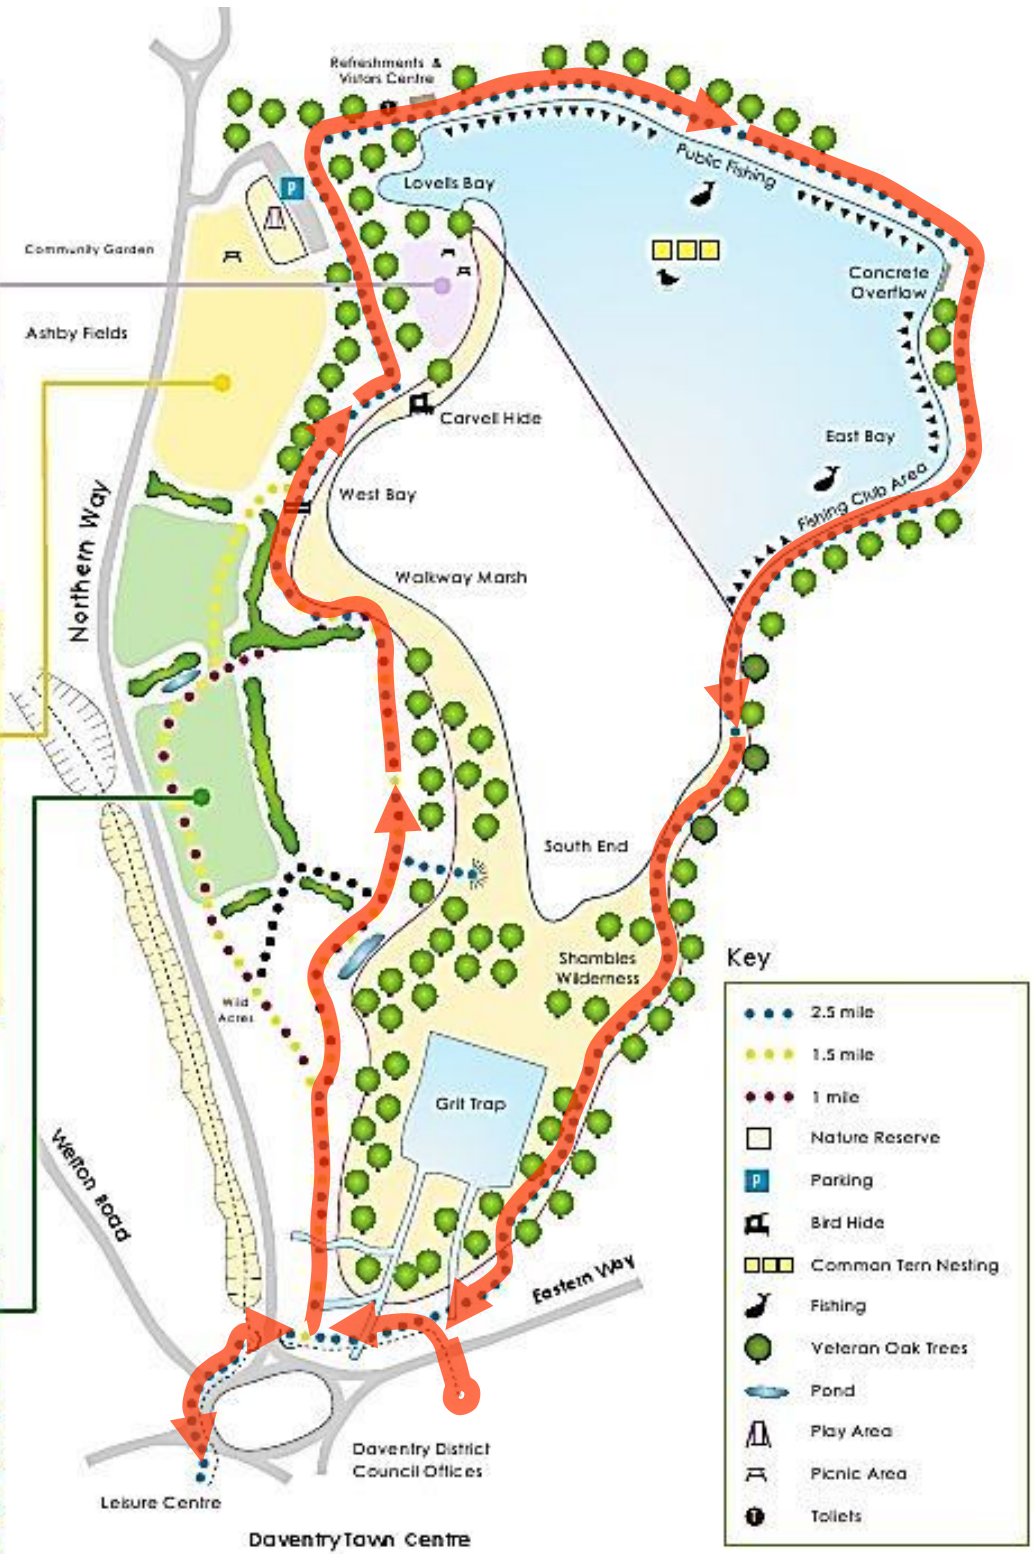 Refreshments &
Vistors Centre
T
P
Lovells Bay
Public Fishing
Community Garden
Concrete
Overflow
Ashby Fields
Carvell Hide
East Bay
West Bay
Fishing Club Area
Northern Way
Walkway Marsh
South End
Shambles
Wilderness
Wild
Acres
Grit Trap
Welton Road
Eastern Way
Daventry District
Council Offices
Leisure Centre
Daventry Town Centre
Key
2.5 mile
1.5 mile
1 mile
Nature Reserve
P Parking
Bird Hide
Common Tern Nesting
Fishing
Veteran Oak Trees
Pond
Play Area
Picnic Area
T Toilets